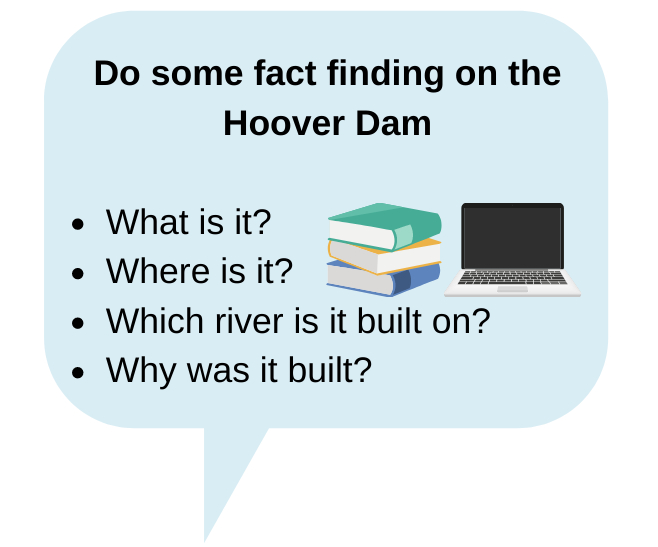 Do some fact finding on the
Hoover Dam
• What is it?
• Where is it?
• Which river is it built on?
• Why was it built?